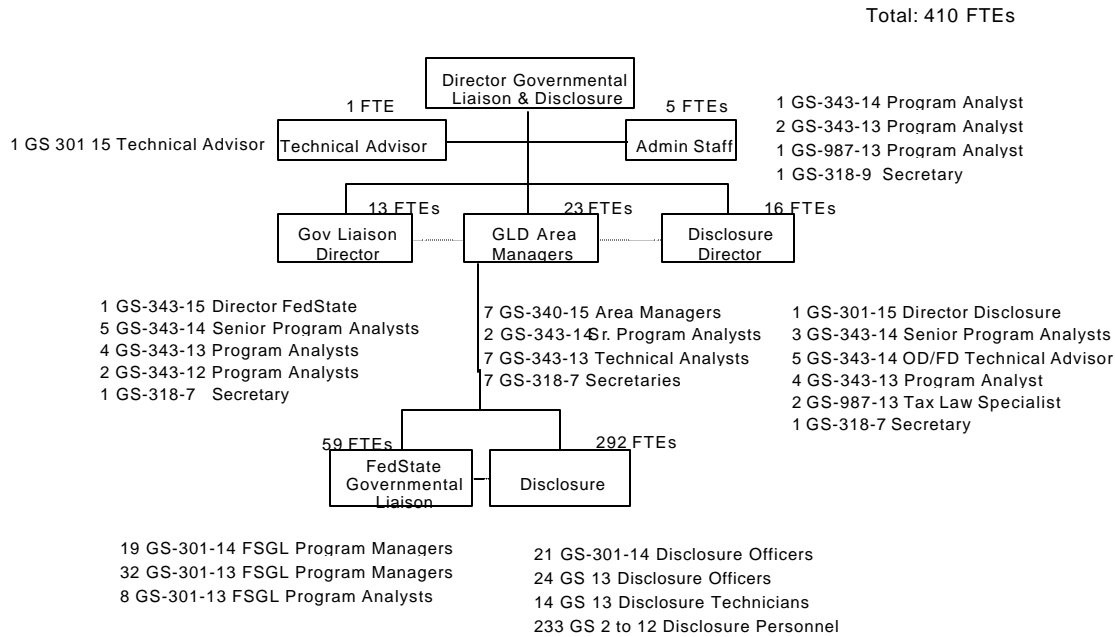 Total: 410 FTEs
Director Governmental
Liaison & Disclosure
1 FTE
5 FTEs
1 GS 301 15 Technical Advisor
Technical Advisor
Admin Staff
1 GS-343-14 Program Analyst
2 GS-343-13 Program Analyst
1 GS-987-13 Program Analyst
1 GS-318-9 Secretary
13 FTEs
23 FTEs
16 FTEs
Gov Liaison
Director
GLD Area
Managers
Disclosure
Director
1 GS-343-15 Director FedState
5 GS-343-14 Senior Program Analysts
4 GS-343-13 Program Analysts
2 GS-343-12 Program Analysts
1 GS-318-7 Secretary
7 GS-340-15 Area Managers
2 GS-343-14 Sr. Program Analysts
7 GS-343-13 Technical Analysts
7 GS-318-7 Secretaries
1 GS-301-15 Director Disclosure
3 GS-343-14 Senior Program Analysts
5 GS-343-14 OD/FD Technical Advisor
4 GS-343-13 Program Analyst
2 GS-987-13 Tax Law Specialist
1 GS-318-7 Secretary
59 FTEs
292 FTEs
FedState
Governmental
Liaison
Disclosure
19 GS-301-14 FSGL Program Managers
32 GS-301-13 FSGL Program Managers
8 GS-301-13 FSGL Program Analysts
21 GS-301-14 Disclosure Officers
24 GS 13 Disclosure Officers
14 GS 13 Disclosure Technicians
233 GS 2 to 12 Disclosure Personnel